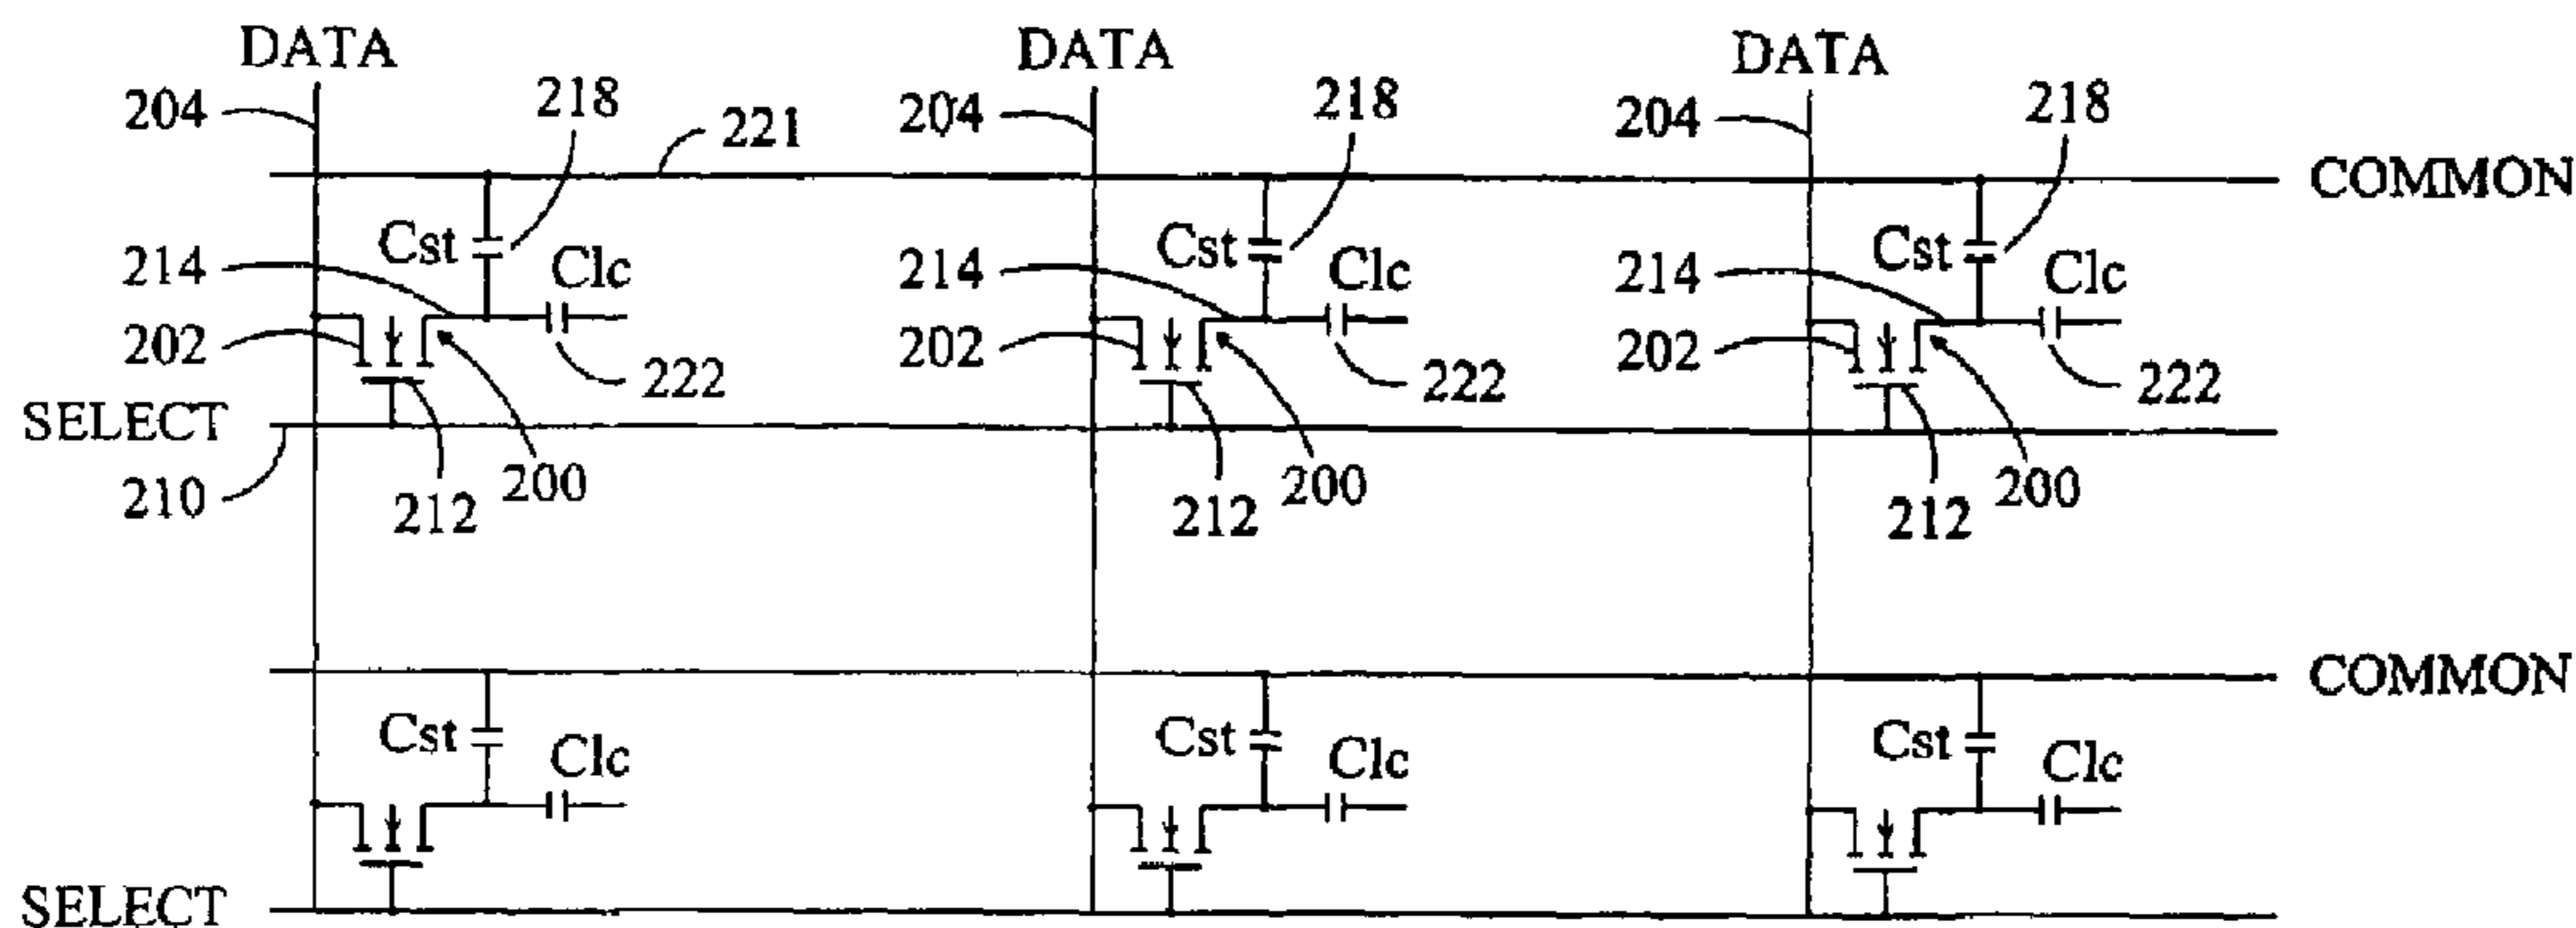 DATA DATA DATA
204 218 221 204 218 204 218
COMMON
Cst Cst Cst
214 Clc 214 Clc 214 Clc
202 222 202 222 202 222
SELECT
210 212 200 212 200 212 200
COMMON
Cst Cst Cst
Clc Clc Clc
SELECT